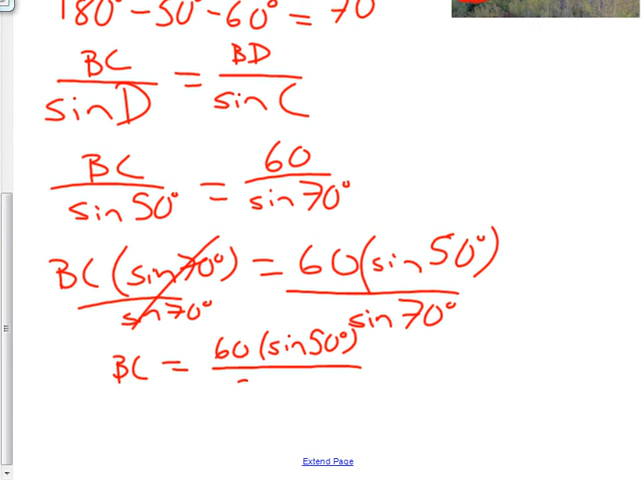 180° - 50° - 60° = 70
BC / sin D = BD / sin C
BC / sin 50° = 60 / sin 70°
BC (sin 70°) / sin 70° = 60 (sin 50°) / sin 70°
BC = 60 (sin 50°)
Extend Page